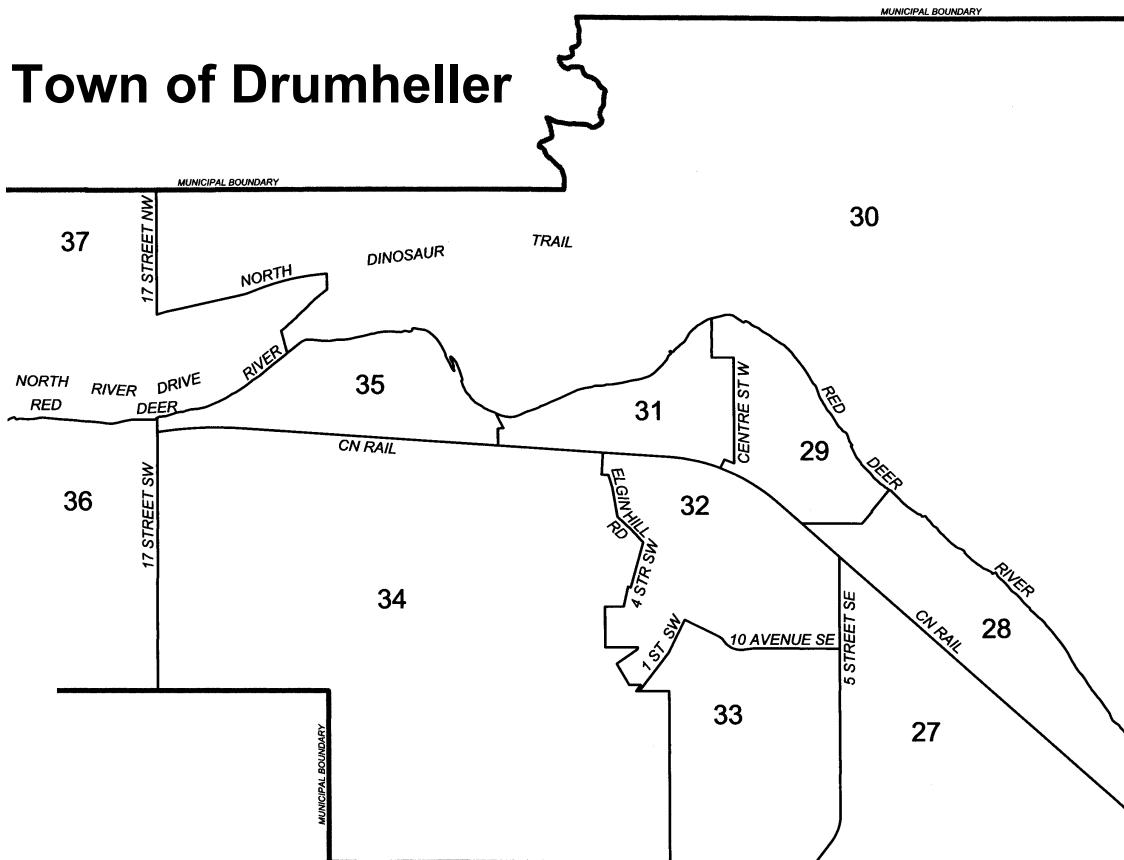 MUNICIPAL BOUNDARY
Town of Drumheller
MUNICIPAL BOUNDARY
37
17 STREET NW
30
NORTH
DINOSAUR
TRAIL
NORTH
RIVER
DRIVE
RIVER
RED
DEER
35
31
CENTRE ST W
RED
DEER
RIVER
29
CN RAIL
36
17 STREET SW
ELGIN HILL
RD
32
4 STR SW
34
1 ST SW
10 AVENUE SE
5 STREET SE
CN RAIL
28
33
27
MUNICIPAL BOUNDARY